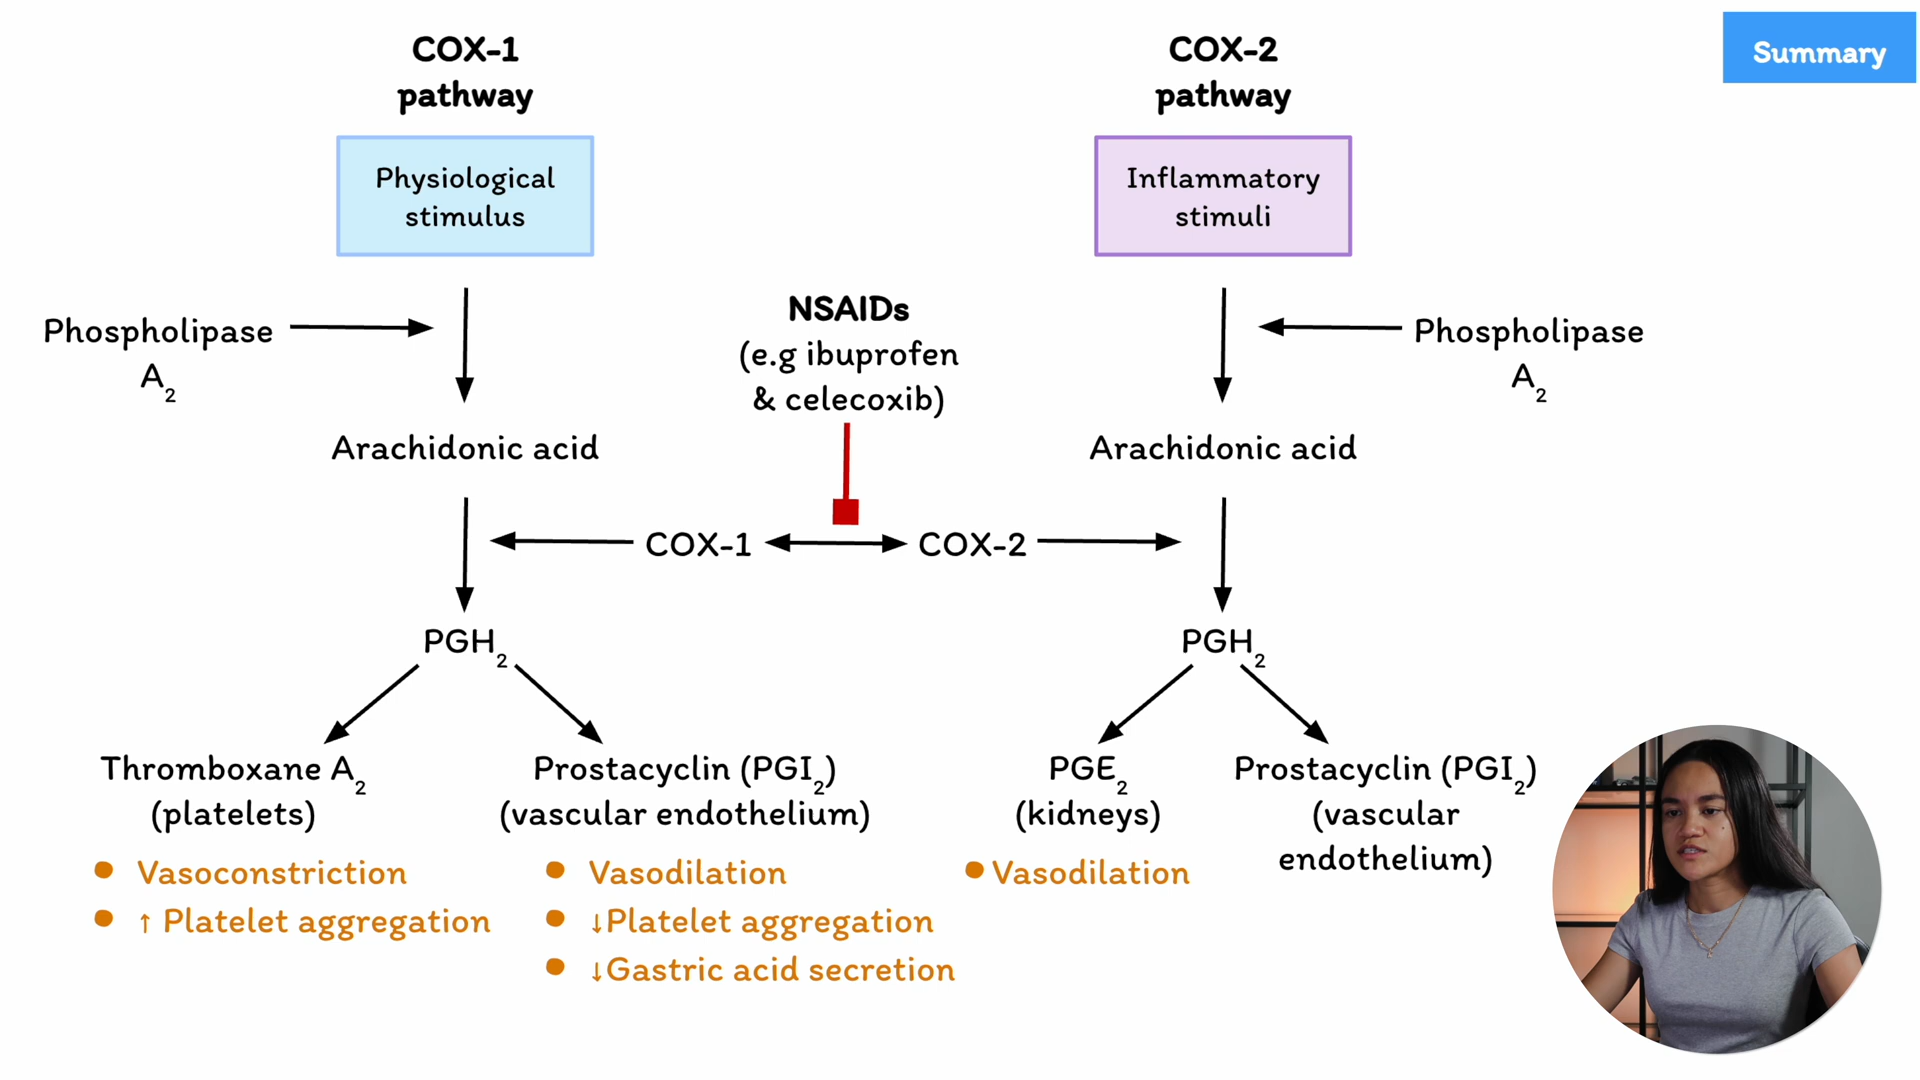 COX-1
pathway
COX-2
pathway
Summary
Physiological
stimulus
Inflammatory
stimuli
Phospholipase
A₂
NSAIDs
(e.g ibuprofen
& celecoxib)
Phospholipase
A₂
Arachidonic acid
Arachidonic acid
COX-1
COX-2
PGH₂
PGH₂
Thromboxane A₂
(platelets)
Vasoconstriction
↑ Platelet aggregation
Prostacyclin (PGI₂)
(vascular endothelium)
Vasodilation
↓Platelet aggregation
↓Gastric acid secretion
PGE₂
(kidneys)
Vasodilation
Prostacyclin (PGI₂)
(vascular
endothelium)